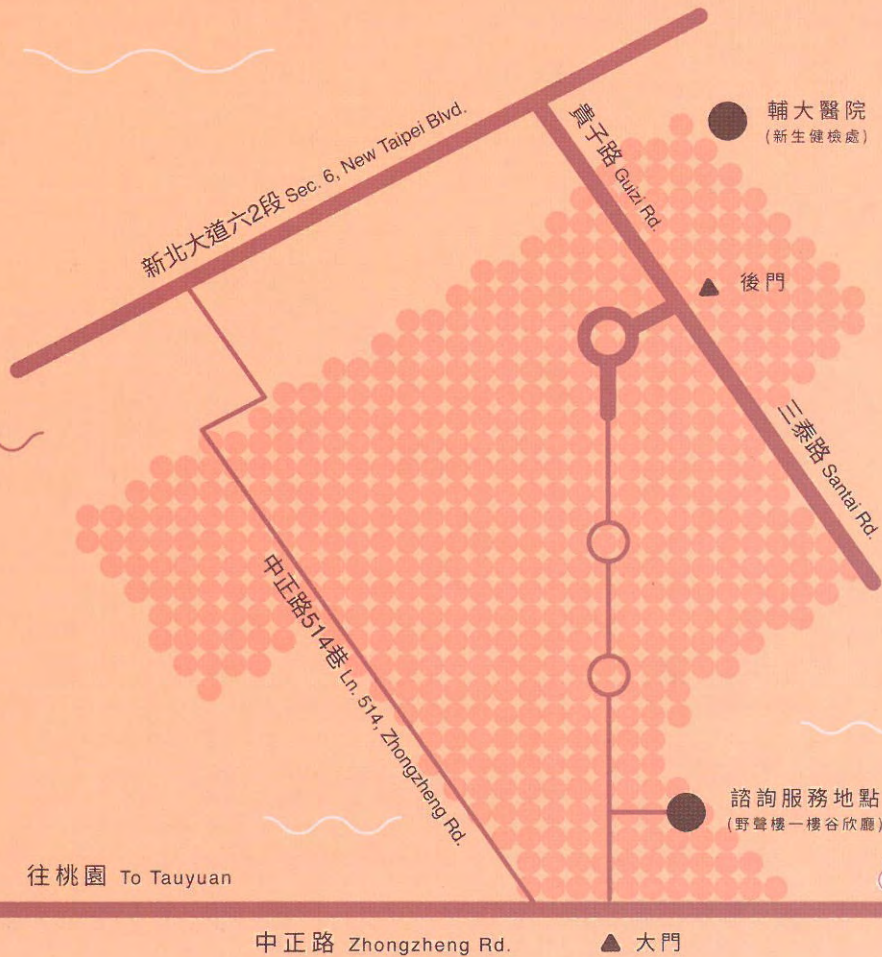 輔大醫院
(新生健檢處)
新北大道六2段 Sec. 6, New Taipei Blvd.
貴子路 Guizi Rd.
後門
三泰路 Santai Rd.
中正路514巷 Ln. 514, Zhongzheng Rd.
諮詢服務地點
(野聲樓一樓谷欣廳)
往桃園 To Tauyuan
中正路 Zhongzheng Rd.
大門